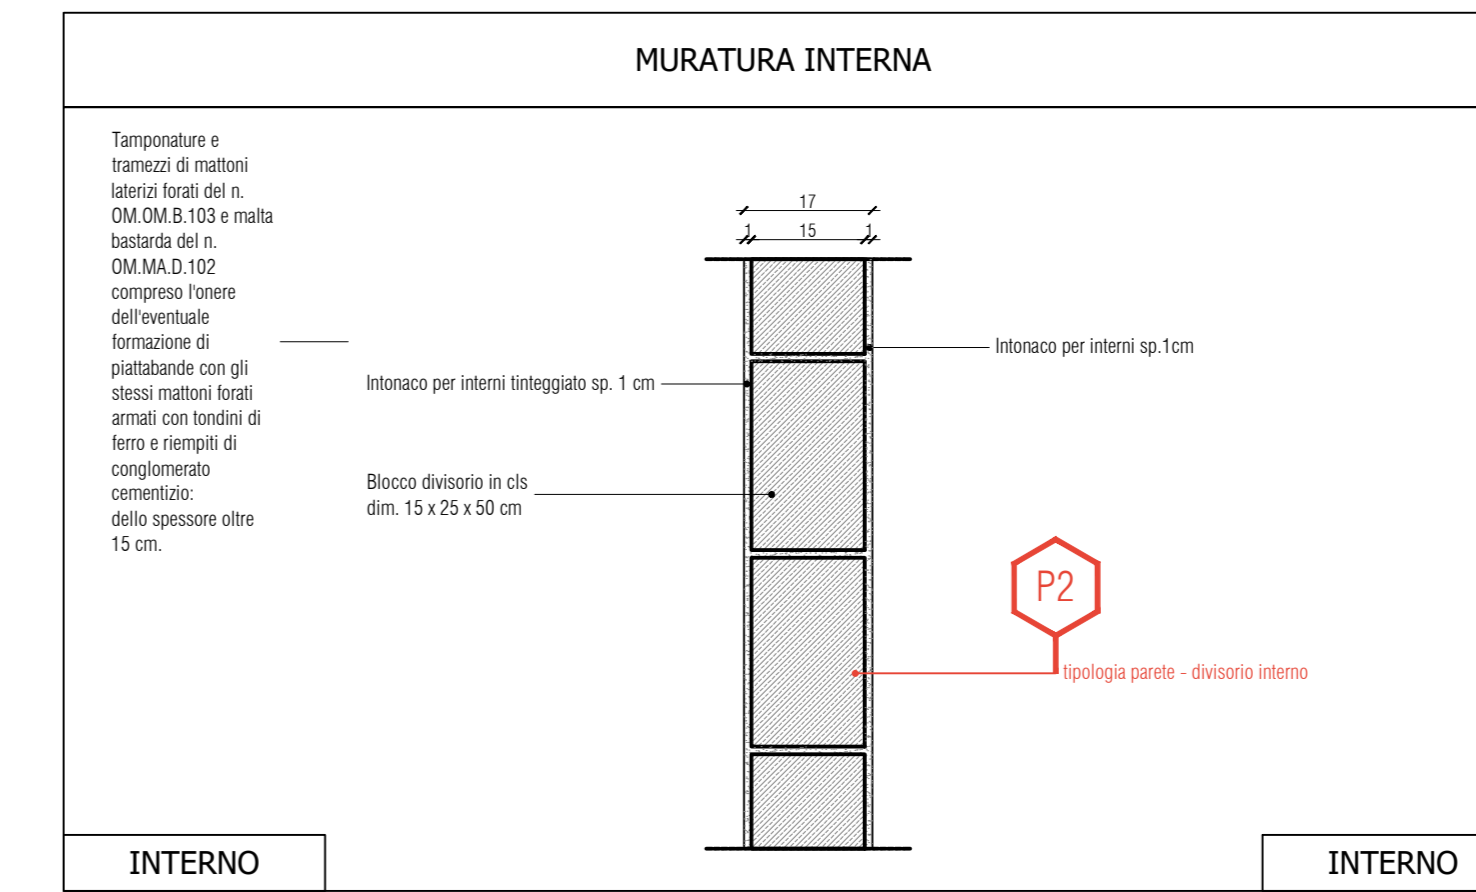 MURATURA INTERNA
Tamponature e
tramezzi di mattoni
laterizi forati del n.
OM.OM.B.103 e malta
bastarda del n.
OM.MA.D.102
compreso l'onere
dell'eventuale
formazione di
piattabande con gli
stessi mattoni forati
armati con tondini di
ferro e riempiti di
conglomerato
cementizio:
dello spessore oltre
15 cm.
17
1 15 1
Intonaco per interni sp.1cm
Intonaco per interni tinteggiato sp. 1 cm
Blocco divisorio in cls
dim. 15 x 25 x 50 cm
P2
tipologia parete - divisorio interno
INTERNO
INTERNO